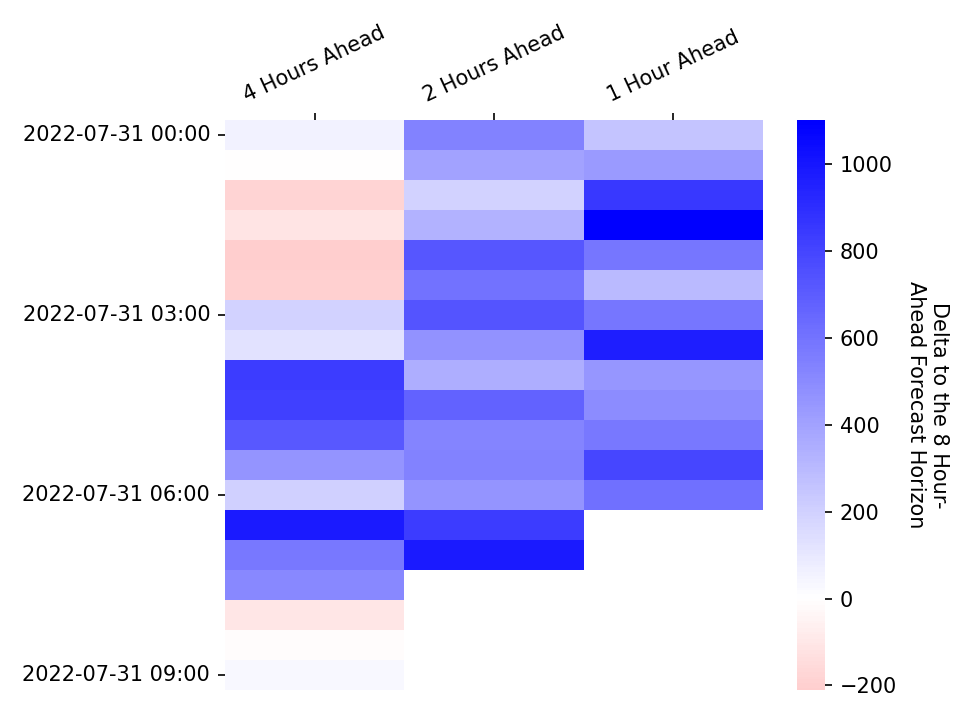 4 Hours Ahead
2 Hours Ahead
1 Hour Ahead
2022-07-31 00:00
2022-07-31 03:00
2022-07-31 06:00
2022-07-31 09:00
1000
800
600
400
200
0
−200
Delta to the 8 Hour-
Ahead Forecast Horizon